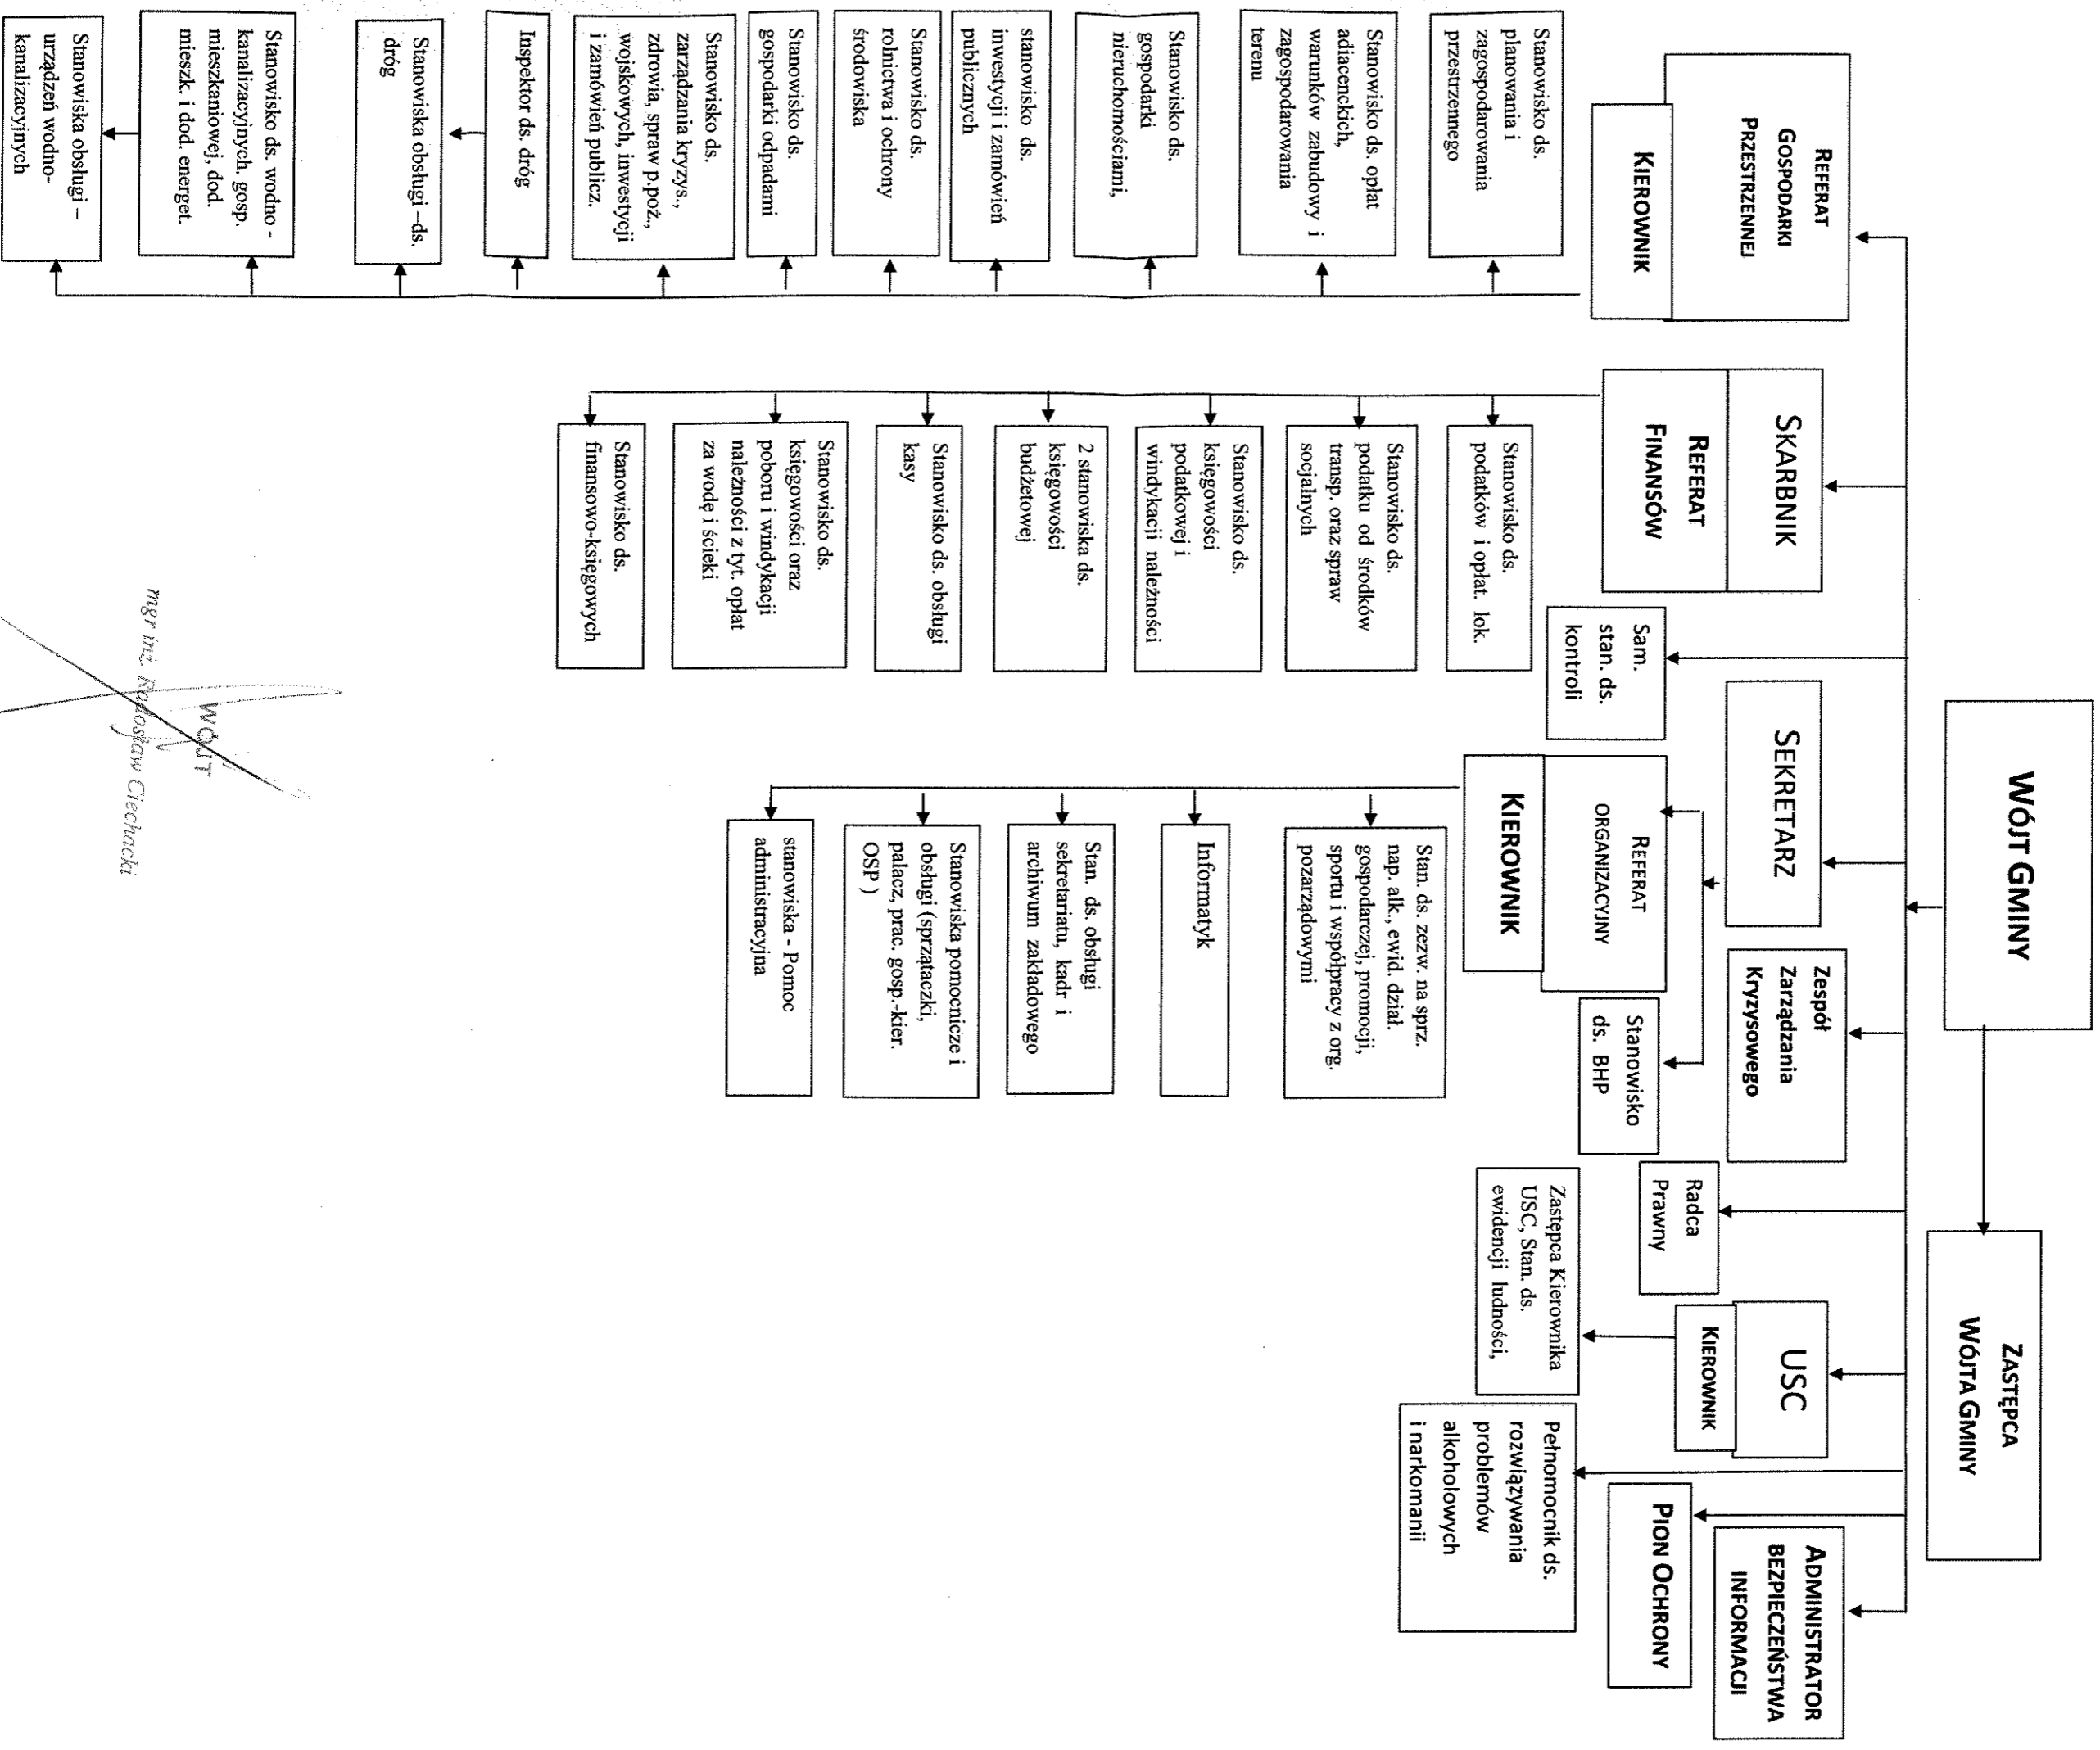 WÓJT GMINY
ZASTĘPCA
WÓJTA GMINY
REFERAT
GOSPODARKI
PRZESTRZENNEJ
KIEROWNIK
SKARBNIK
REFERAT
FINANSÓW
Sam.
stan. ds.
kontroli
SEKRETARZ
REFERAT
ORGANIZACYJNY
KIEROWNIK
Stanowisko
ds. BHP
Zespół
Zarządzania
Kryzysowego
Radca
Prawny
USC
KIEROWNIK
Zastępca Kierownika
USC, Stan. ds.
ewidencji ludności,
Pełnomocnik ds.
rozwiązywania
problemów
alkoholowych
i narkomanii
PION OCHRONY
ADMINISTRATOR
BEZPIECZEŃSTWA
INFORMACJI
Stanowisko ds.
planowania i
zagospodarowania
przestrzennego
Stanowisko ds. opłat
adiacenckich,
warunków zabudowy i
zagospodarowania
terenu
Stanowisko ds.
gospodarki
nieruchomościami,
stanowisko ds.
inwestycji i zamówień
publicznych
Stanowisko ds.
rolnictwa i ochrony
środowiska
Stanowisko ds.
gospodarki odpadami
Stanowisko ds.
zarządzania kryzys.,
zdrowia, spraw p.poż.,
wojskowych, inwestycji
i zamówień publicz.
Inspektor ds. dróg
Stanowiska obsługi –ds.
dróg
Stanowisko ds. wodno -
kanalizacyjnych. gosp.
mieszkaniowej, dod.
mieszk. i dod. energet.
Stanowiska obsługi –
urządzeń wodno-
kanalizacyjnych
Stanowisko ds.
podatków i opłat. lok.
Stanowisko ds.
podatku od środków
transp. oraz spraw
socjalnych
Stanowisko ds.
księgowości
podatkowej i
windykacji należności
2 stanowiska ds.
księgowości
budżetowej
Stanowisko ds. obsługi
kasy
Stanowisko ds.
księgowości oraz
poboru i windykacji
należności z tyt. opłat
za wodę i ścieki
Stanowisko ds.
finansowo-księgowych
Stan. ds. zezw. na sprz.
nap. alk., ewid. dział.
gospodarczej, promocji,
sportu i współpracy z org.
pozarządowymi
Informatyk
Stan. ds. obsługi
sekretariatu, kadr i
archiwum zakładowego
Stanowiska pomocnicze i
obsługi (sprzątaczki,
palacz, prac. gosp.-kier.
OSP )
stanowiska - Pomoc
administracyjna
WÓJT
mgr inż. Radosław Ciechacki